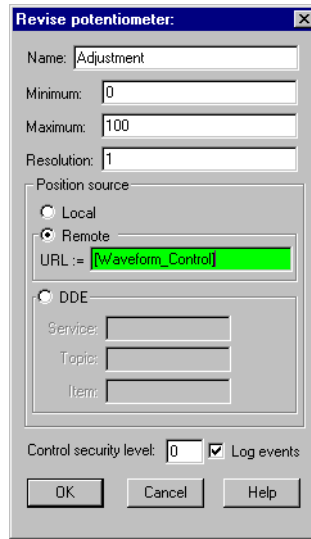 Revise potentiometer:
Name: Adjustment
Minimum: 0
Maximum: 100
Resolution: 1
Position source
Local
Remote
URL := [Waveform_Control]
DDE
Service:
Topic:
Item:
Control security level: 0 Log events
OK Cancel Help